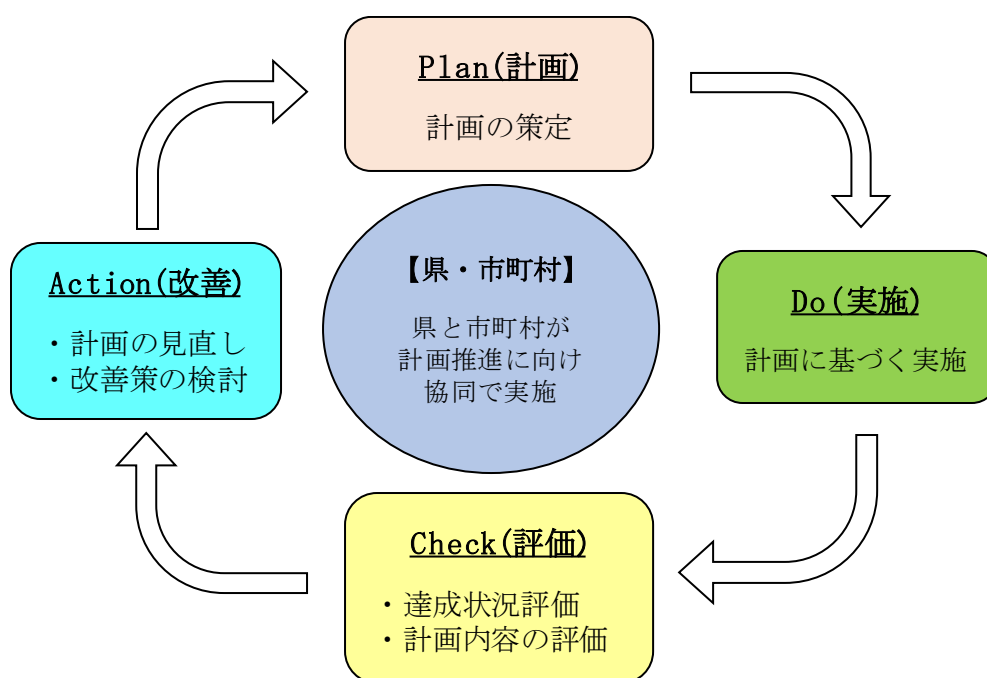 Plan(計画)
計画の策定
【県・市町村】
県と市町村が
計画推進に向け
協同で実施
Do(実施)
計画に基づく実施
Check(評価)
・達成状況評価
・計画内容の評価
Action(改善)
・計画の見直し
・改善策の検討